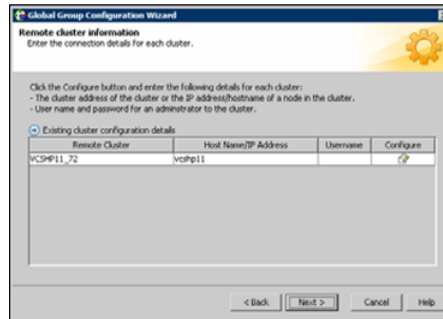 Global Group Configuration Wizard
Remote cluster information
Enter the connection details for each cluster.
Click the Configure button and enter the following details for each cluster:
- The cluster address of the cluster or the IP address/hostname of a node in the cluster.
- User name and password for an adminstrator to the cluster.
Existing cluster configuration details
Remote Cluster Host Name/IP Address Username Configure
VCSHP11_72 vcshp11
< Back Next > Cancel Help